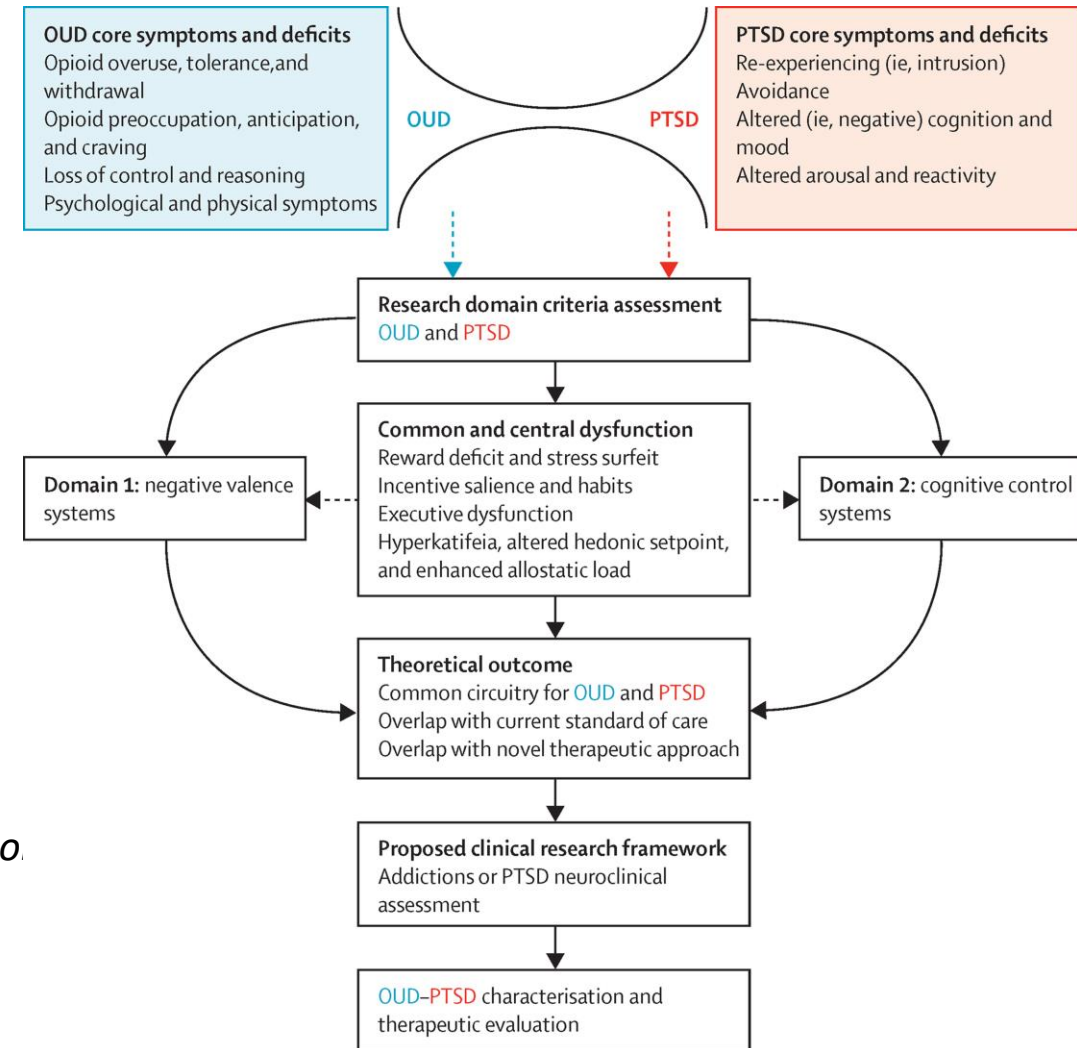 OUD core symptoms and deficits
Opioid overuse, tolerance,and
withdrawal
Opioid preoccupation, anticipation,
and craving
Loss of control and reasoning
Psychological and physical symptoms
OUD
PTSD
PTSD core symptoms and deficits
Re-experiencing (ie, intrusion)
Avoidance
Altered (ie, negative) cognition and
mood
Altered arousal and reactivity
Research domain criteria assessment
OUD and PTSD
Common and central dysfunction
Reward deficit and stress surfeit
Incentive salience and habits
Executive dysfunction
Hyperkatifeia, altered hedonic setpoint,
and enhanced allostatic load
Domain 1: negative valence
systems
Domain 2: cognitive control
systems
Theoretical outcome
Common circuitry for OUD and PTSD
Overlap with current standard of care
Overlap with novel therapeutic approach
Proposed clinical research framework
Addictions or PTSD neuroclinical
assessment
OUD–PTSD characterisation and
therapeutic evaluation